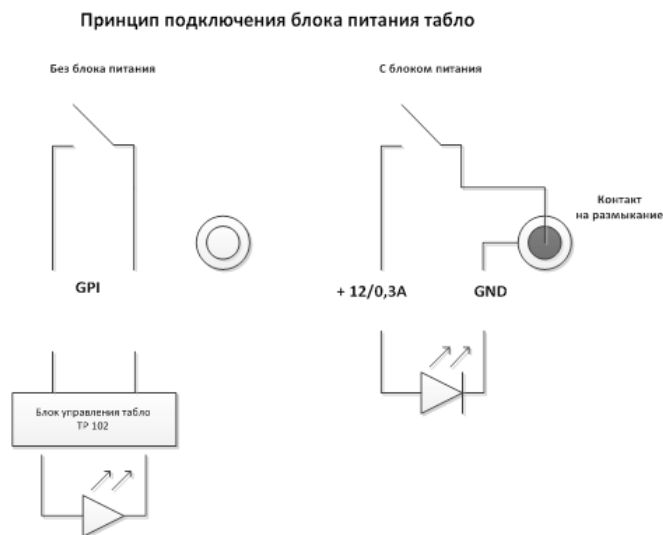 Принцип подключения блока питания табло
Без блока питания
С блоком питания
Контакт
на размыкание
GPI
+ 12/0,3А
GND
Блок управления табло
TP 102